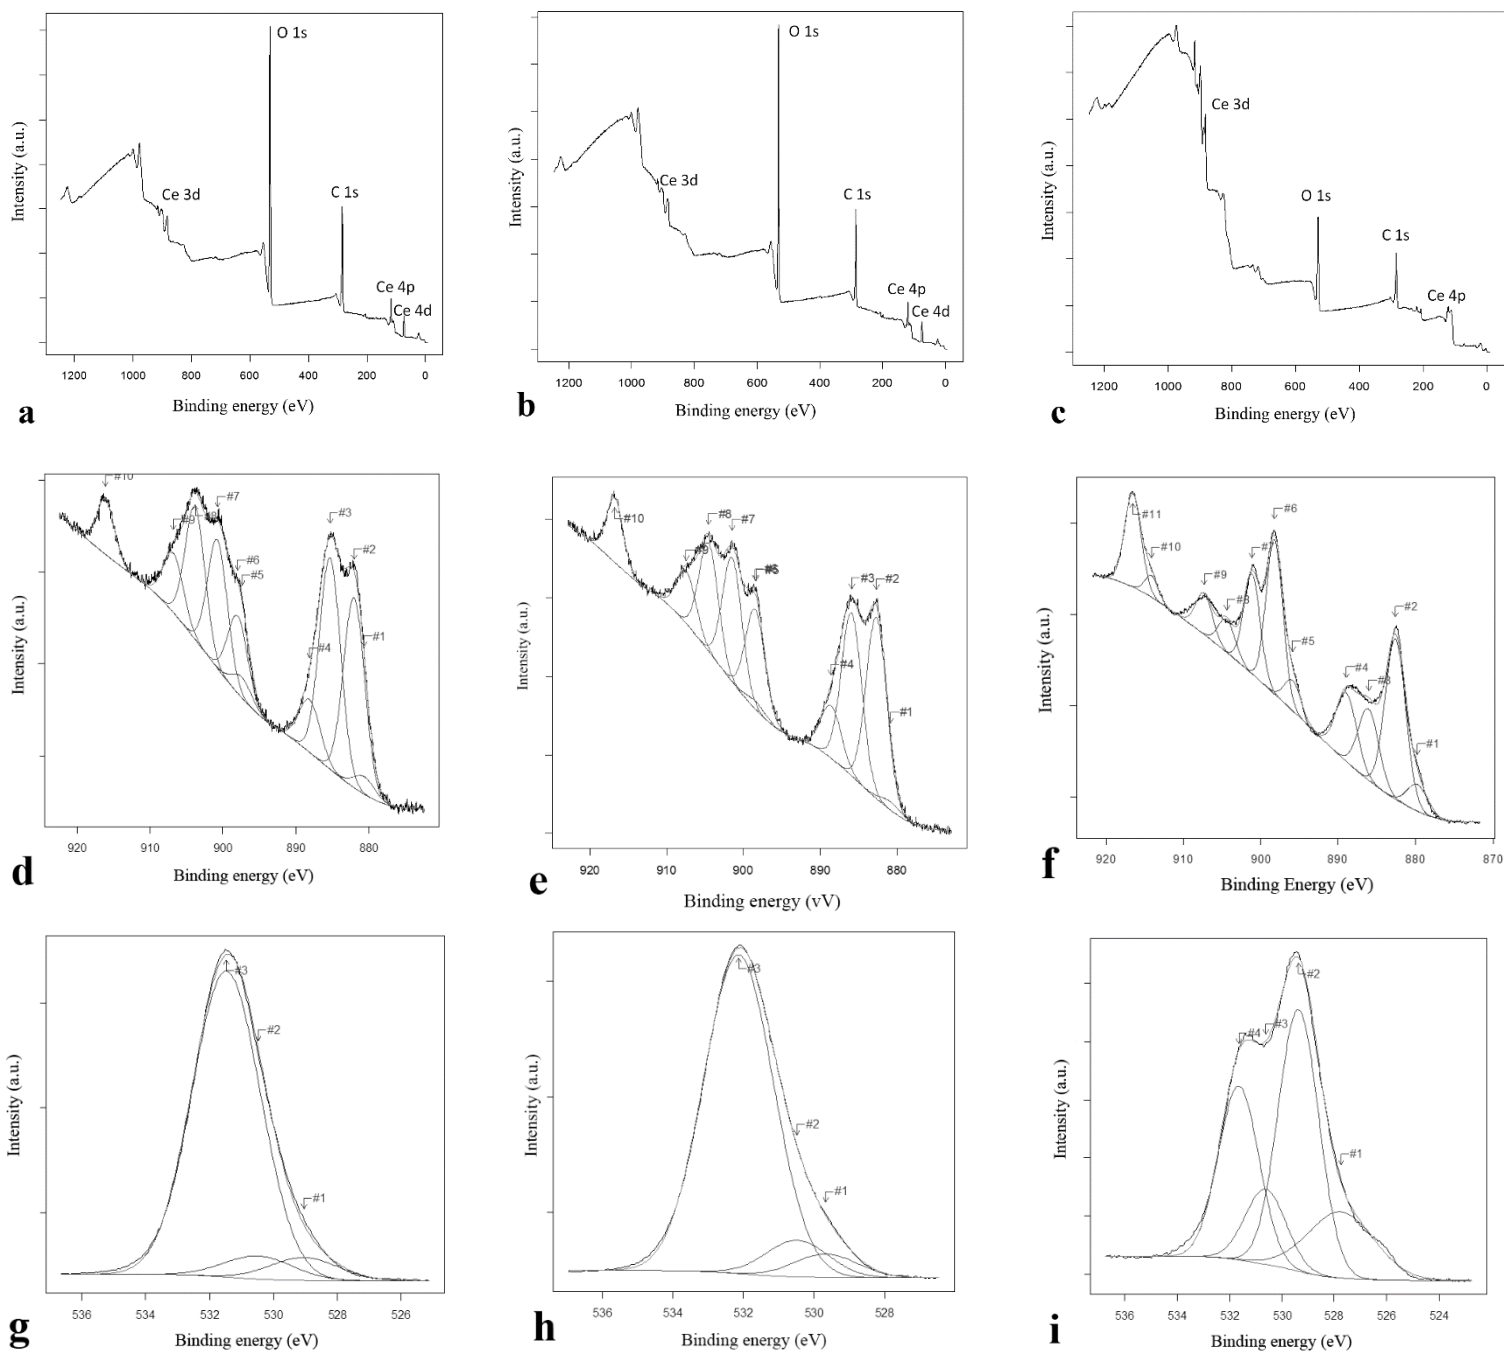 O 1s
Ce 3d
C 1s
Ce 4p
Ce 4d
Intensity (a.u.)
1200 1000 800 600 400 200 0
Binding energy (eV)
a
O 1s
Ce 3d
C 1s
Ce 4p
Ce 4d
Intensity (a.u.)
1200 1000 800 600 400 200 0
Binding energy (eV)
b
Ce 3d
O 1s
C 1s
Ce 4p
Intensity (a.u.)
1200 1000 800 600 400 200 0
Binding energy (eV)
c
#10
#9
#8
#7
#6
#5
#4
#3
#2
#1
Intensity (a.u.)
920 910 900 890 880
Binding energy (eV)
d
#10
#9
#8
#7
#4
#3
#2
#1
Intensity (a.u.)
920 910 900 890 880
Binding energy (vV)
e
#11
#10
#9
#8
#7
#6
#5
#4
#3
#2
#1
Intensity (a.u.)
920 910 900 890 880 870
Binding Energy (eV)
f
#3
#2
#1
Intensity (a.u.)
536 534 532 530 528 526
Binding energy (eV)
g
#3
#2
#1
Intensity (a.u.)
536 532 530 528
Binding energy (eV)
h
#4
#3
#2
#1
Intensity (a.u.)
536 534 532 530 528 526 524
Binding energy (eV)
i